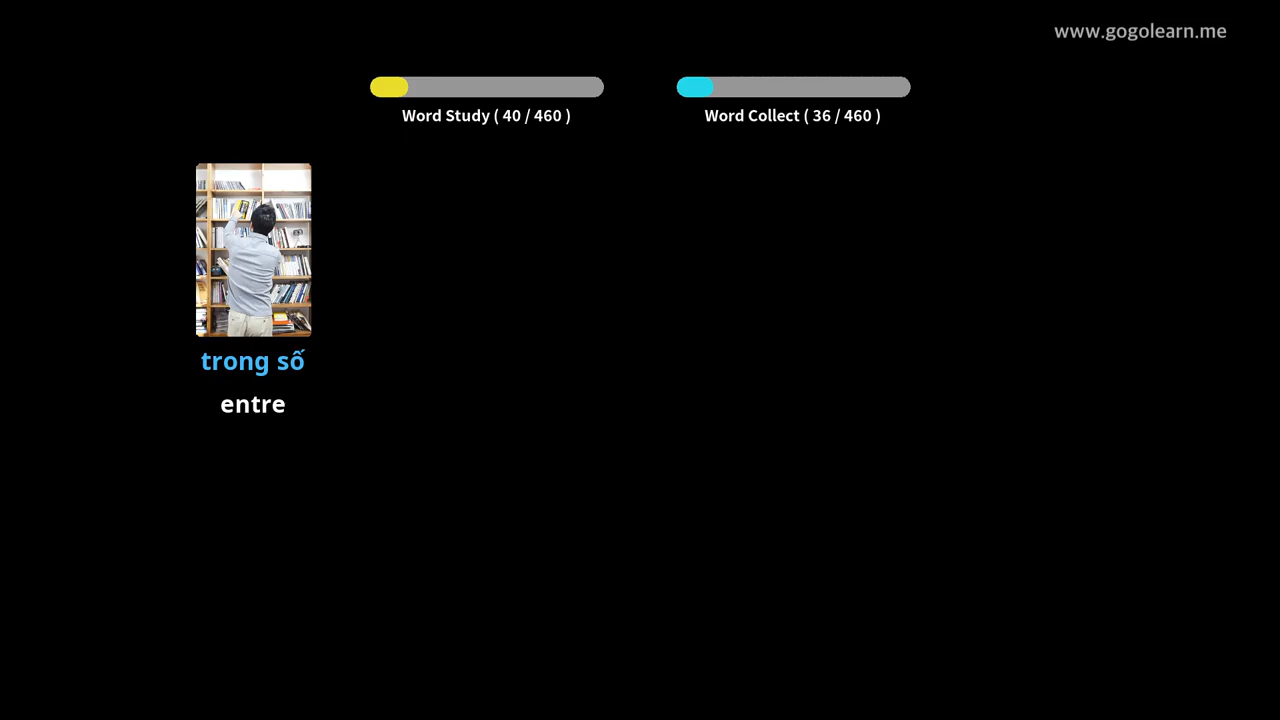 www.gogolearn.me
Word Study ( 40 / 460 )
Word Collect ( 36 / 460 )
trong số
entre